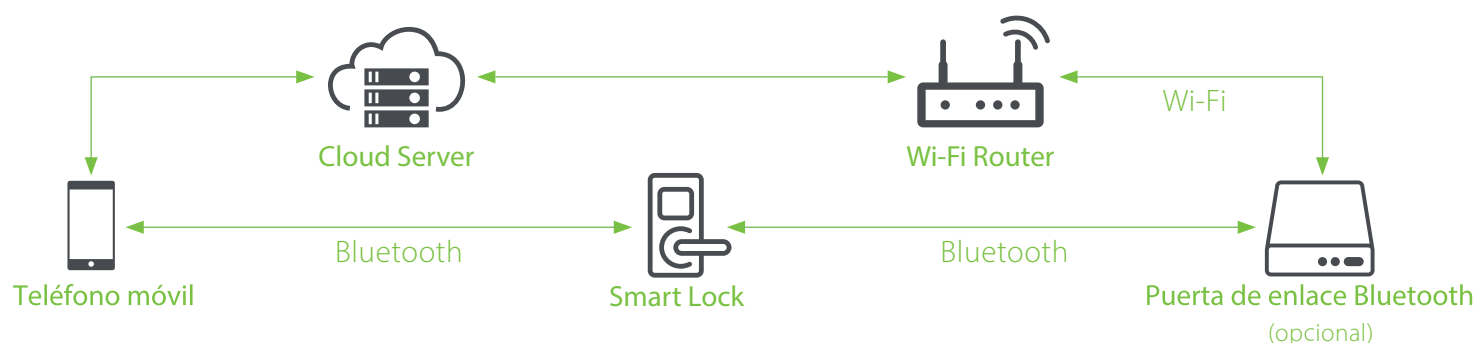 Wi-Fi
Cloud Server
Wi-Fi Router
Bluetooth
Bluetooth
Teléfono móvil
Smart Lock
Puerta de enlace Bluetooth
(opcional)